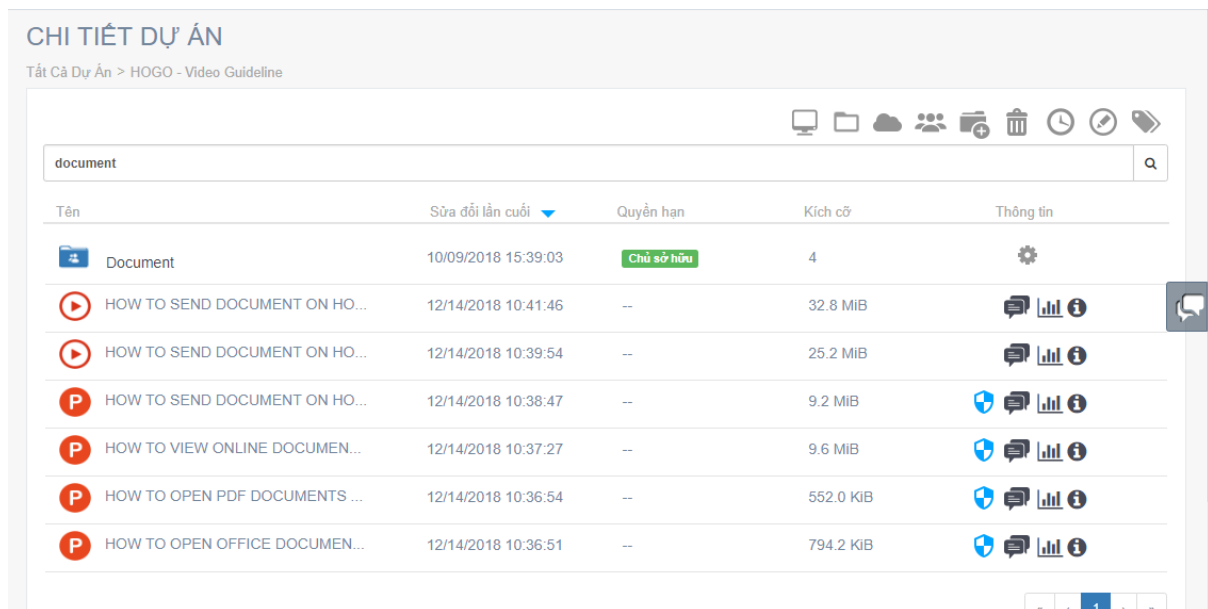 CHI TIẾT DỰ ÁN
Tất Cả Dự Án > HOGO - Video Guideline
document
Tên Sửa đổi lần cuối Quyền hạn Kích cỡ Thông tin
Document 10/09/2018 15:39:03 Chủ sở hữu 4
HOW TO SEND DOCUMENT ON HO... 12/14/2018 10:41:46 -- 32.8 MiB
HOW TO SEND DOCUMENT ON HO... 12/14/2018 10:39:54 -- 25.2 MiB
HOW TO SEND DOCUMENT ON HO... 12/14/2018 10:38:47 -- 9.2 MiB
HOW TO VIEW ONLINE DOCUMEN... 12/14/2018 10:37:27 -- 9.6 MiB
HOW TO OPEN PDF DOCUMENTS ... 12/14/2018 10:36:54 -- 552.0 KiB
HOW TO OPEN OFFICE DOCUMEN... 12/14/2018 10:36:51 -- 794.2 KiB
1